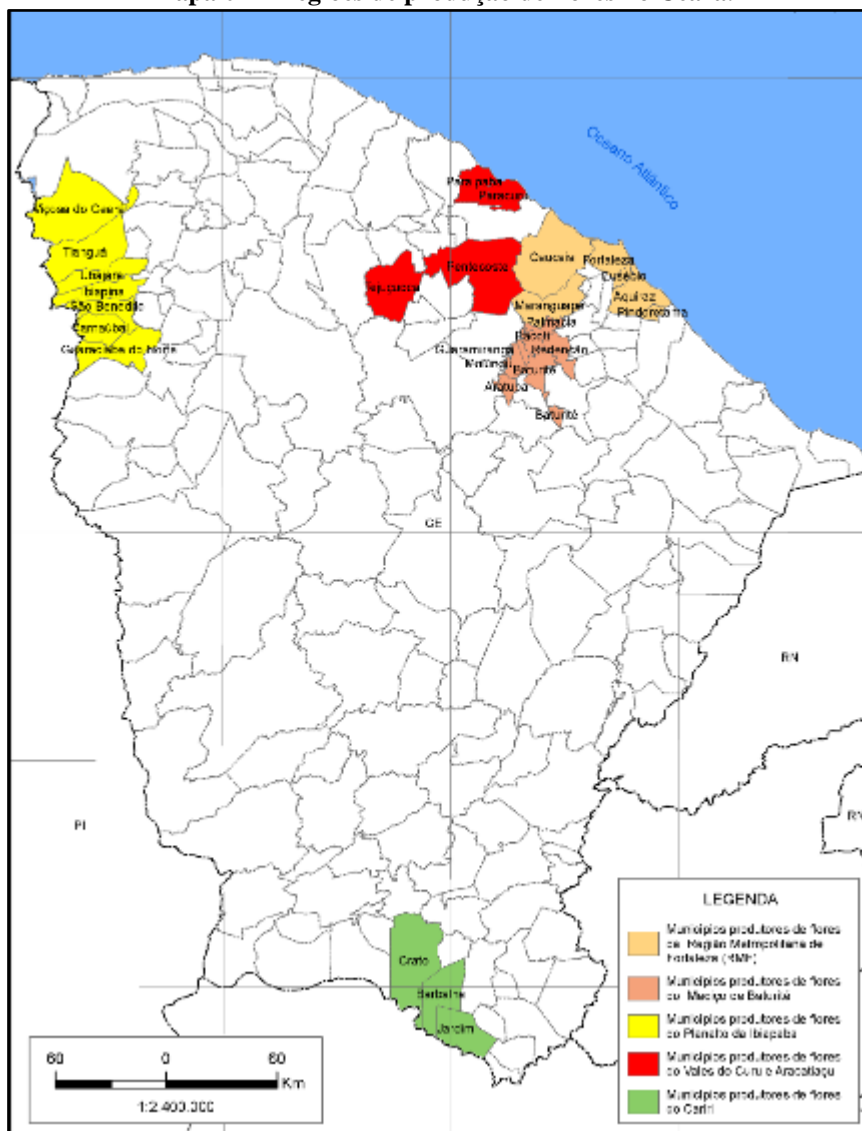 Oceano Atlântico
Paraipaba
Paracuru
Viçosa do Ceará
Tianguá
Ubajara
Ibiapina
São Benedito
Carnaubal
Guaraciaba do Norte
Tejuçuoca
Pentecoste
Caucaia
Fortaleza
Eusébio
Aquiraz
Pindoretama
Maranguape
Palmácia
Pacoti
Redenção
Guaramiranga
Mulungu
Baturité
Aratuba
Baturité
CE
RN
PI
RN
Crato
Barbalha
Jardim
LEGENDA
Municípios produtores de flores
da Região Metropolitana de
Fortaleza (RMF)
Municípios produtores de flores
do Maciço de Baturité
Municípios produtores de flores
do Planalto da Ibiapaba
Municípios produtores de flores
do Vales do Curu e Aracatiaçu
Municípios produtores de flores
do Cariri
60 0 60
Km
1:2.400.000